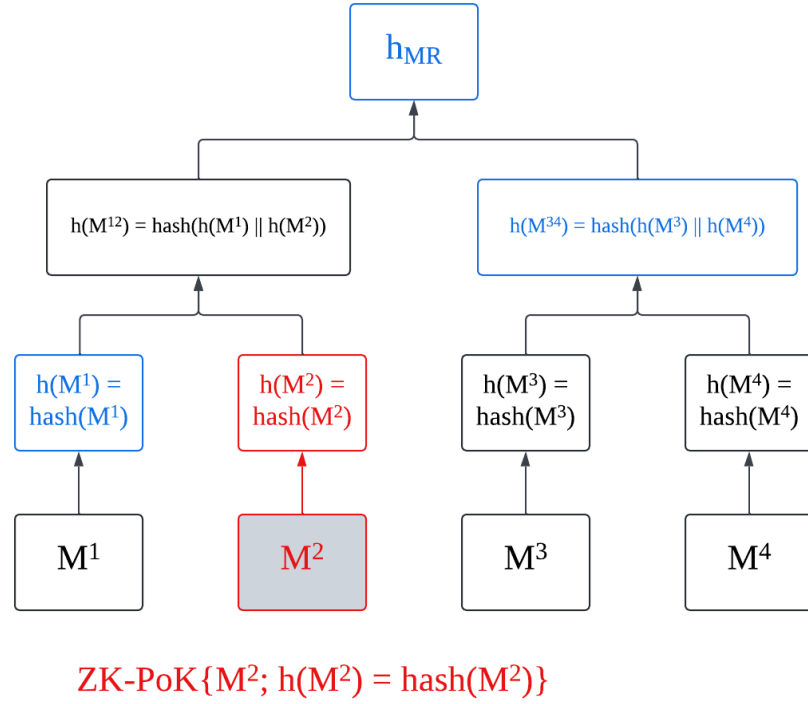 h_MR
h(M¹²) = hash(h(M¹) || h(M²))
h(M³⁴) = hash(h(M³) || h(M⁴))
h(M¹) =
hash(M¹)
h(M²) =
hash(M²)
h(M³) =
hash(M³)
h(M⁴) =
hash(M⁴)
M¹
M²
M³
M⁴
ZK-PoK{M²; h(M²) = hash(M²)}